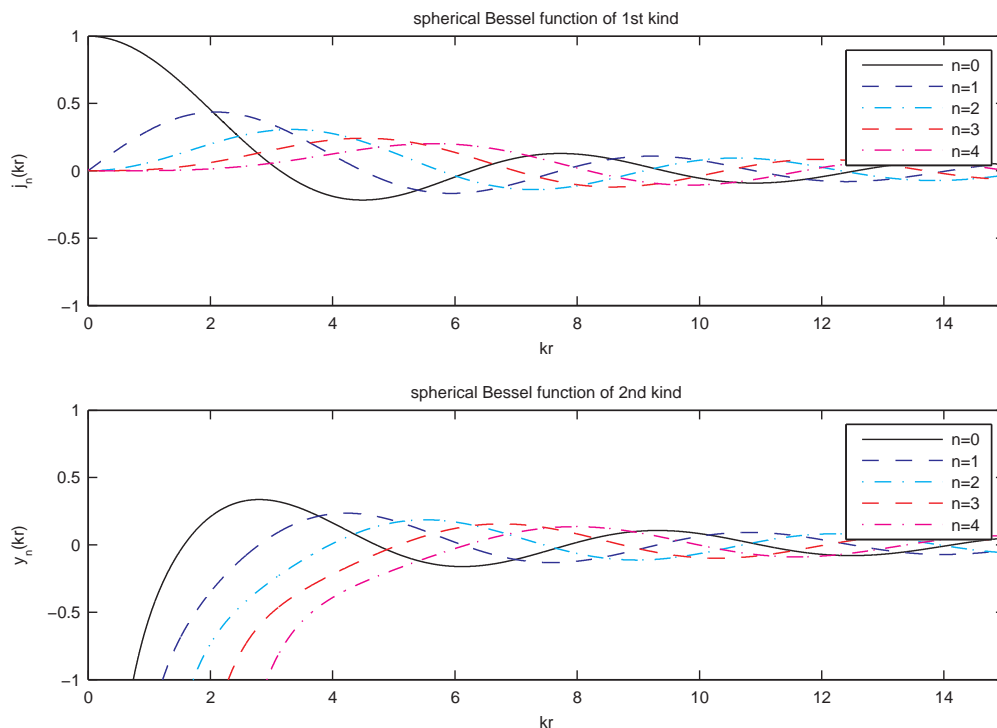 spherical Bessel function of 1st kind
1
0.5
0
−0.5
−1
j_n(kr)
0 2 4 6 8 10 12 14
kr
n=0
n=1
n=2
n=3
n=4
spherical Bessel function of 2nd kind
1
0.5
0
−0.5
−1
y_n(kr)
0 2 4 6 8 10 12 14
kr
n=0
n=1
n=2
n=3
n=4